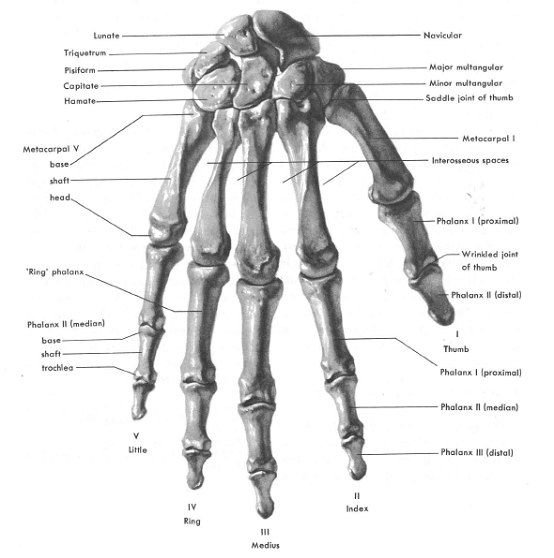 Lunate
Navicular
Triquetrum
Pisiform
Major multangular
Capitate
Minor multangular
Hamate
Saddle joint of thumb
Metacarpal I
Metacarpal V
base
Interosseous spaces
shaft
head
Phalanx I (proximal)
Wrinkled joint
of thumb
'Ring' phalanx
Phalanx II (distal)
Phalanx II (median)
base
shaft
trochlea
I
Thumb
Phalanx I (proximal)
Phalanx II (median)
V
Little
Phalanx III (distal)
II
Index
IV
Ring
III
Medius